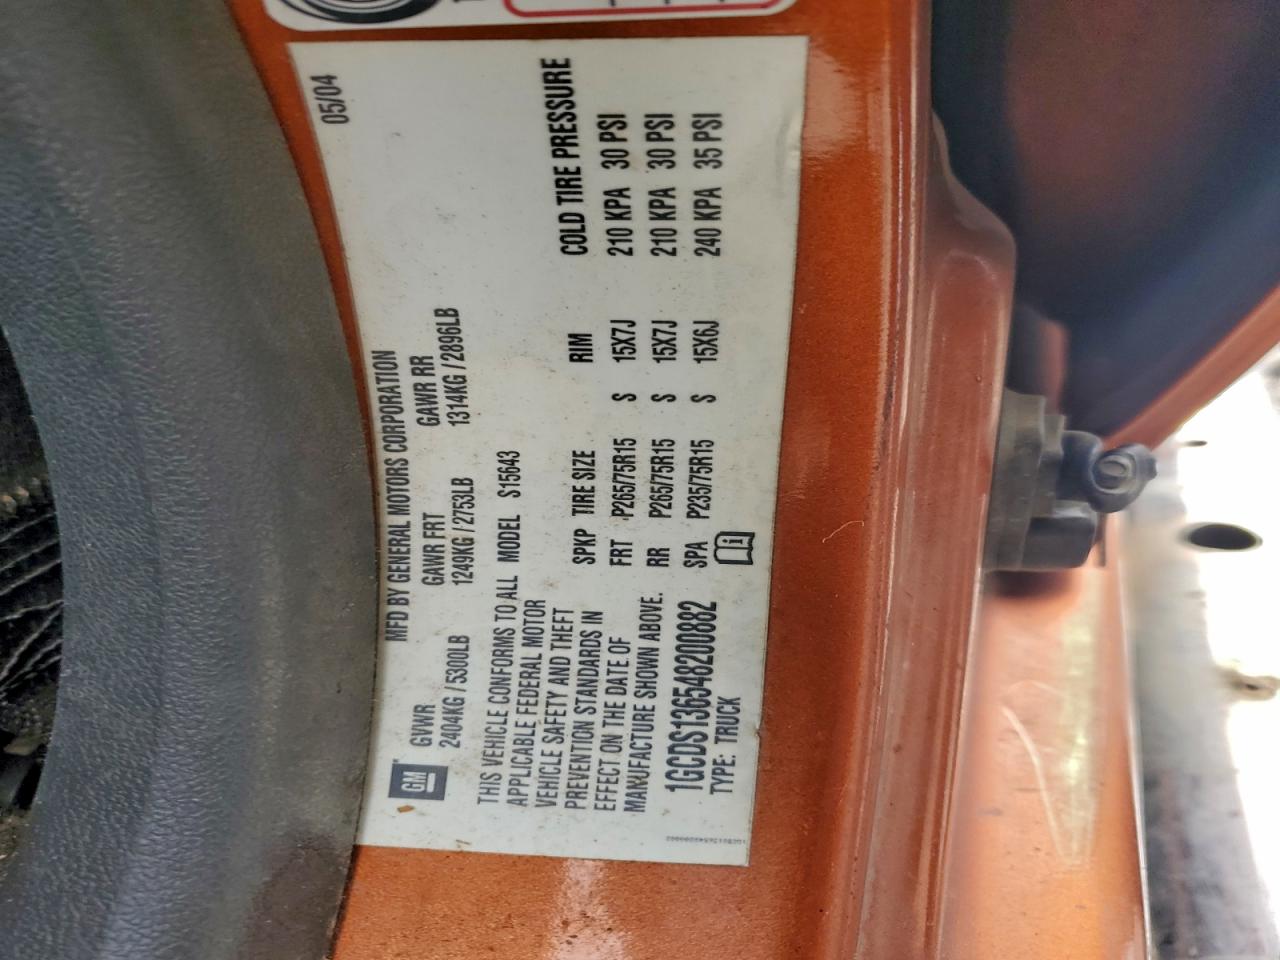 05/04
MFD BY GENERAL MOTORS CORPORATION
GM
GVWR GAWR FRT GAWR RR
2404KG / 5300LB 1249KG / 2753LB 1314KG / 2896LB
THIS VEHICLE CONFORMS TO ALL
APPLICABLE FEDERAL MOTOR
VEHICLE SAFETY AND THEFT
PREVENTION STANDARDS IN
EFFECT ON THE DATE OF
MANUFACTURE SHOWN ABOVE.
1GCDS136548200882
TYPE: TRUCK
MODEL S15643
SPKP TIRE SIZE RIM COLD TIRE PRESSURE
FRT P265/75R15 S 15X7J 210 KPA 30 PSI
RR P265/75R15 S 15X7J 210 KPA 30 PSI
SPA P235/75R15 S 15X6J 240 KPA 35 PSI